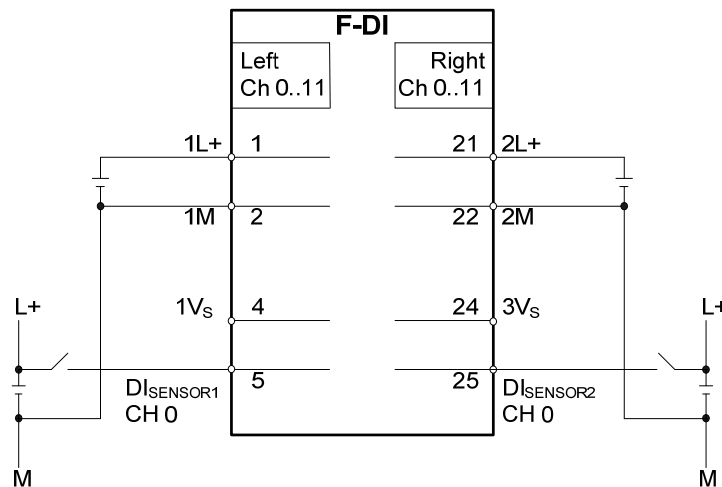 F-DI
Left
Ch 0..11
Right
Ch 0..11
1L+
1
21
2L+
1M
2
22
2M
L+
1Vs
4
24
3Vs
L+
DISENSOR1
CH 0
5
25
DISENSOR2
CH 0
M
M